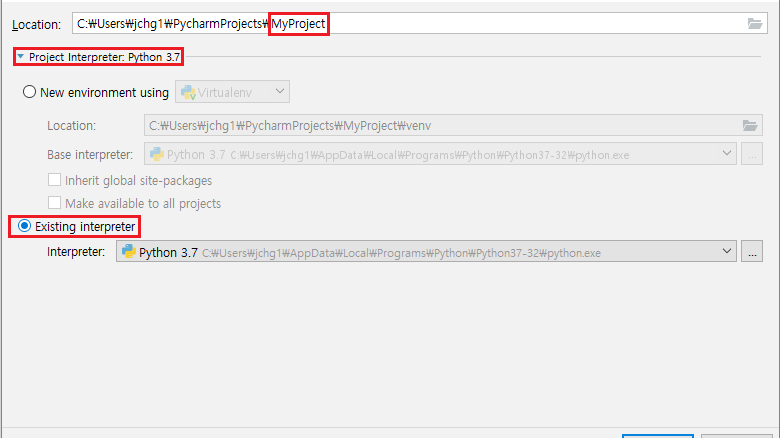 Location: C:₩Users₩jchg1₩PycharmProjects₩MyProject
Project Interpreter: Python 3.7
New environment using Virtualenv
Location: C:₩Users₩jchg1₩PycharmProjects₩MyProject₩venv
Base interpreter: Python 3.7 C:₩Users₩jchg1₩AppData₩Local₩Programs₩Python₩Python37-32₩python.exe ...
Inherit global site-packages
Make available to all projects
Existing interpreter
Interpreter: Python 3.7 C:₩Users₩jchg1₩AppData₩Local₩Programs₩Python₩Python37-32₩python.exe ...